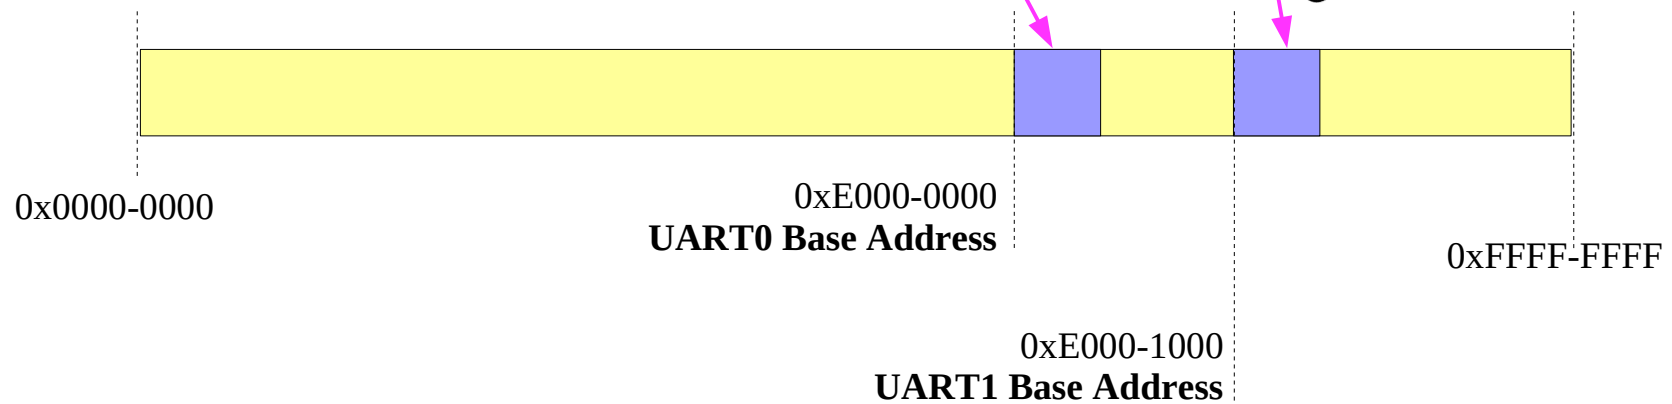 0x0000-0000
0xE000-0000
UART0 Base Address
0xFFFF-FFFF
0xE000-1000
UART1 Base Address